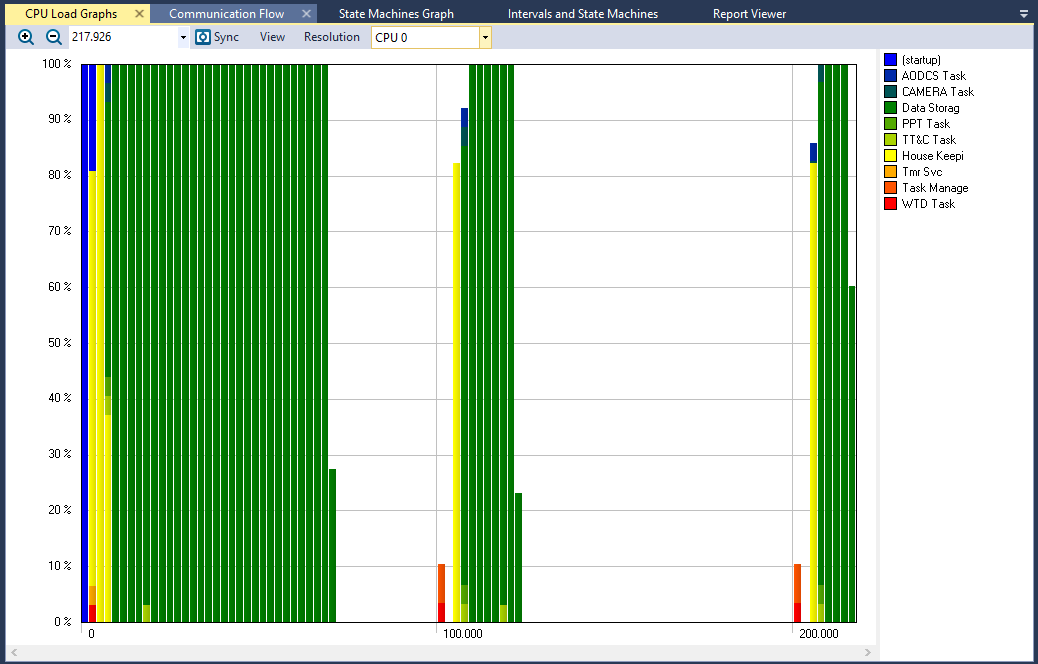 CPU Load Graphs Communication Flow State Machines Graph Intervals and State Machines Report Viewer
217.926 Sync View Resolution CPU 0
100 %
90 %
80 %
70 %
60 %
50 %
40 %
30 %
20 %
10 %
0 %
0 100.000 200.000
(startup)
AODCS Task
CAMERA Task
Data Storag
PPT Task
TT&C Task
House Keepi
Tmr Svc
Task Manage
WTD Task